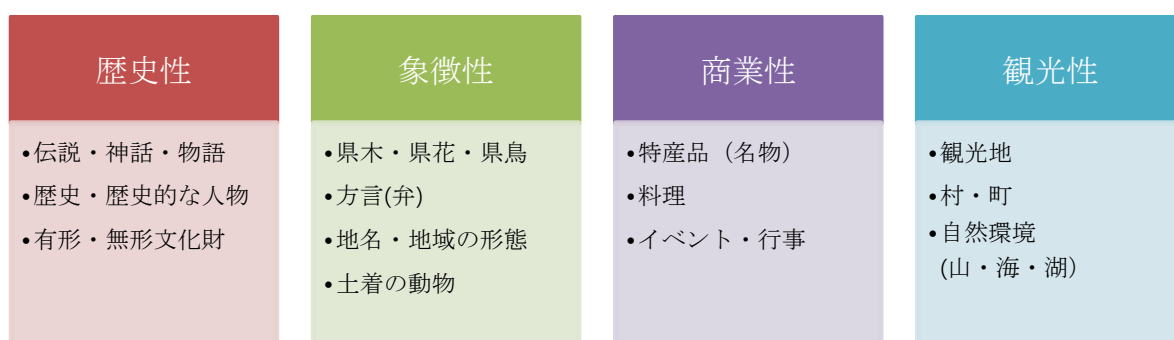 歴史性
•伝説・神話・物語
•歴史・歴史的な人物
•有形・無形文化財
象徴性
•県木・県花・県鳥
•方言(弁)
•地名・地域の形態
•土着の動物
商業性
•特産品（名物）
•料理
•イベント・行事
観光性
•観光地
•村・町
•自然環境
(山・海・湖）